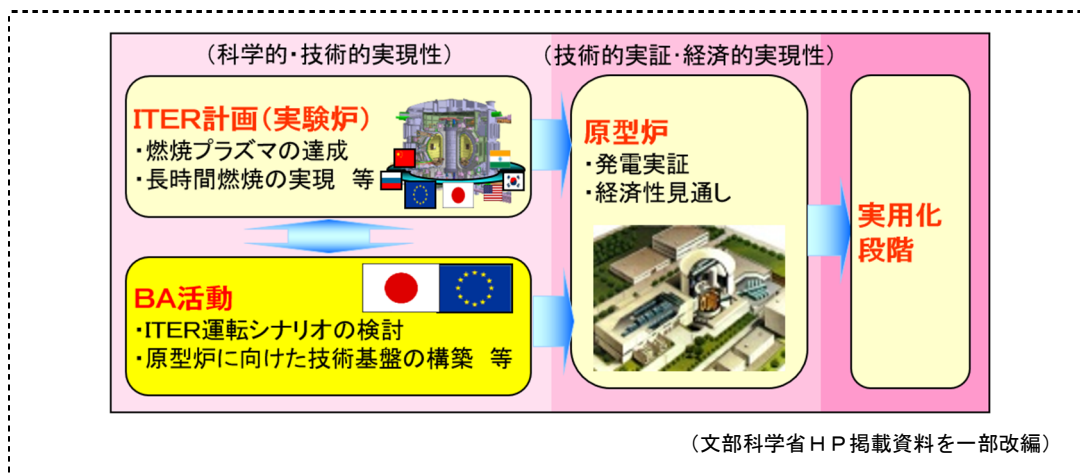 (科学的・技術的実現性)
(技術的実証・経済的実現性)
ITER計画(実験炉)
・燃焼プラズマの達成
・長時間燃焼の実現 等
BA活動
・ITER運転シナリオの検討
・原型炉に向けた技術基盤の構築 等
原型炉
・発電実証
・経済性見通し
実用化
段階
(文部科学省HP掲載資料を一部改編)